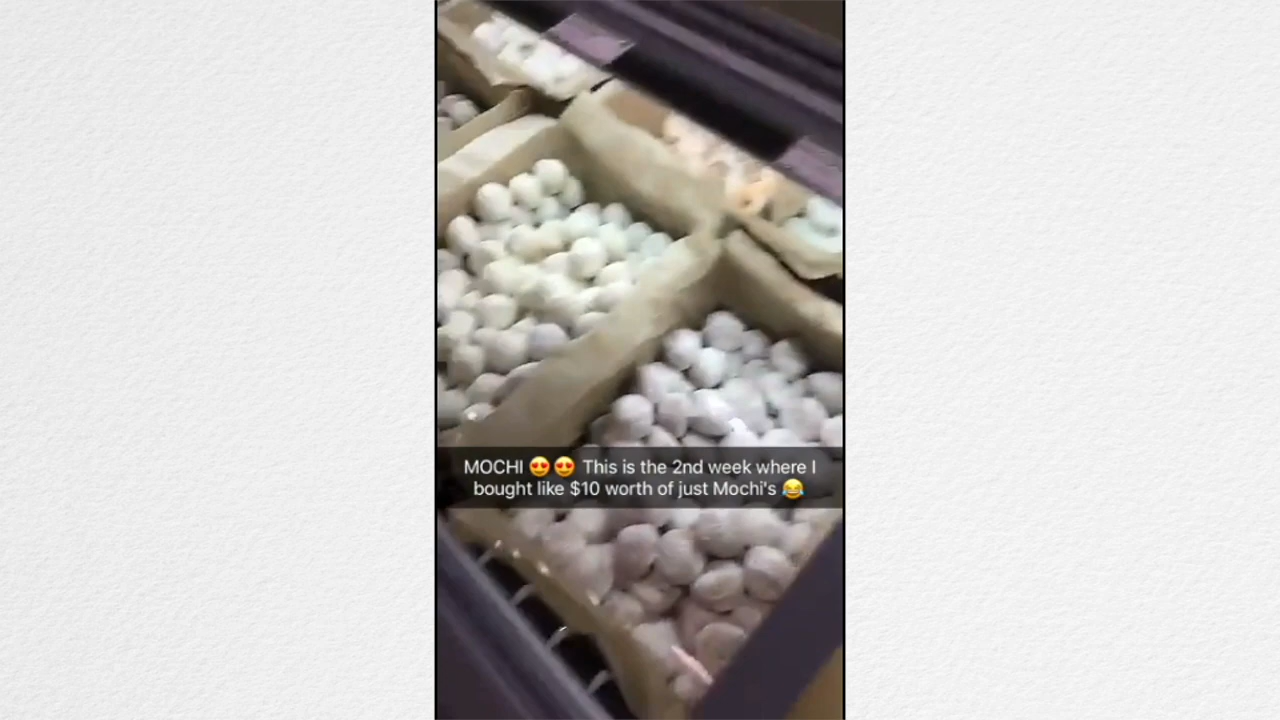 MOCHI 😍😍 This is the 2nd week where I
bought like $10 worth of just Mochi's 😂